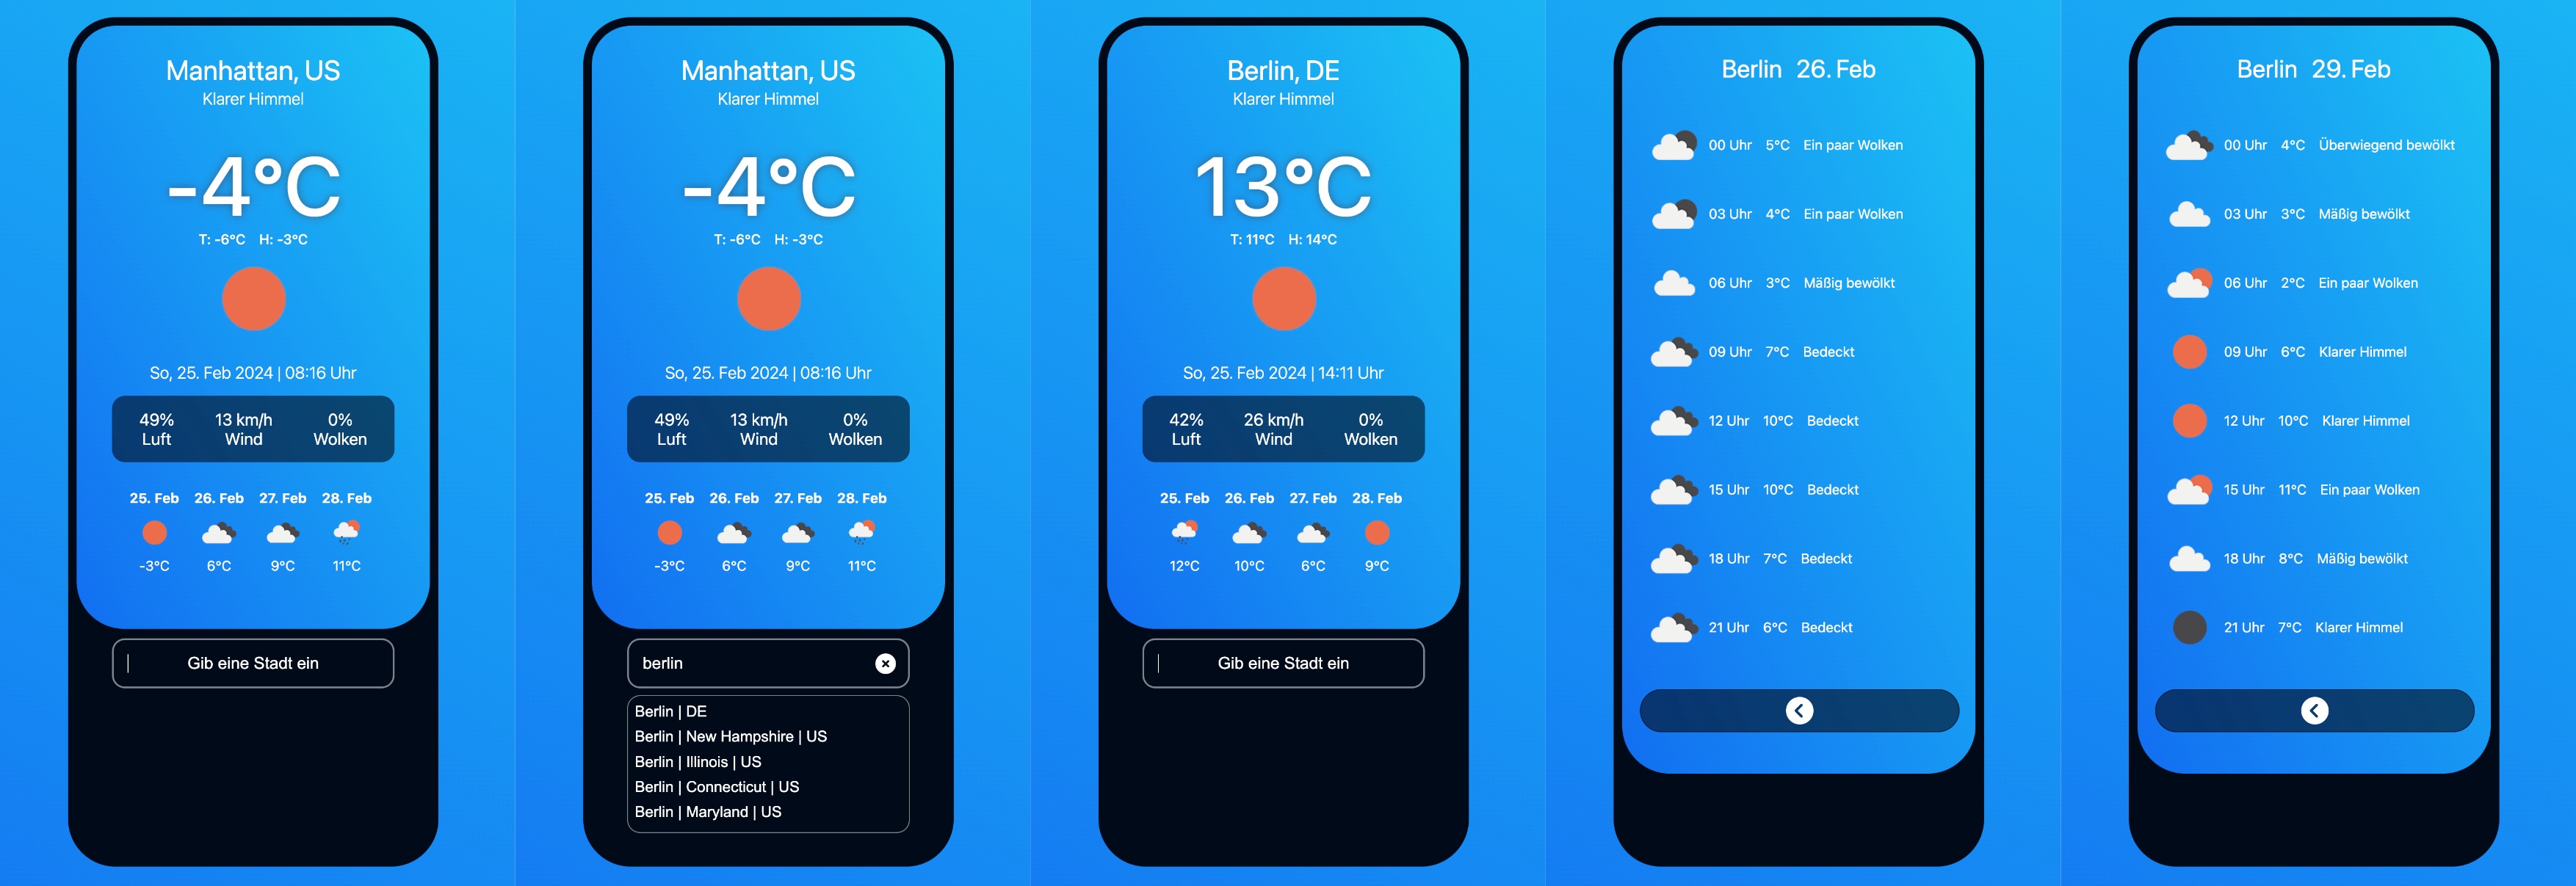 Manhattan, US
Klarer Himmel
-4°C
T: -6°C H: -3°C
So, 25. Feb 2024 | 08:16 Uhr
49% 13 km/h 0%
Luft Wind Wolken
25. Feb 26. Feb 27. Feb 28. Feb
-3°C 6°C 9°C 11°C
Gib eine Stadt ein
Manhattan, US
Klarer Himmel
-4°C
T: -6°C H: -3°C
So, 25. Feb 2024 | 08:16 Uhr
49% 13 km/h 0%
Luft Wind Wolken
25. Feb 26. Feb 27. Feb 28. Feb
-3°C 6°C 9°C 11°C
berlin
Berlin | DE
Berlin | New Hampshire | US
Berlin | Illinois | US
Berlin | Connecticut | US
Berlin | Maryland | US
Berlin, DE
Klarer Himmel
13°C
T: 11°C H: 14°C
So, 25. Feb 2024 | 14:11 Uhr
42% 26 km/h 0%
Luft Wind Wolken
25. Feb 26. Feb 27. Feb 28. Feb
12°C 10°C 6°C 9°C
Gib eine Stadt ein
Berlin 26. Feb
00 Uhr 5°C Ein paar Wolken
03 Uhr 4°C Ein paar Wolken
06 Uhr 3°C Mäßig bewölkt
09 Uhr 7°C Bedeckt
12 Uhr 10°C Bedeckt
15 Uhr 10°C Bedeckt
18 Uhr 7°C Bedeckt
21 Uhr 6°C Bedeckt
Berlin 29. Feb
00 Uhr 4°C Überwiegend bewölkt
03 Uhr 3°C Mäßig bewölkt
06 Uhr 2°C Ein paar Wolken
09 Uhr 6°C Klarer Himmel
12 Uhr 10°C Klarer Himmel
15 Uhr 11°C Ein paar Wolken
18 Uhr 8°C Mäßig bewölkt
21 Uhr 7°C Klarer Himmel